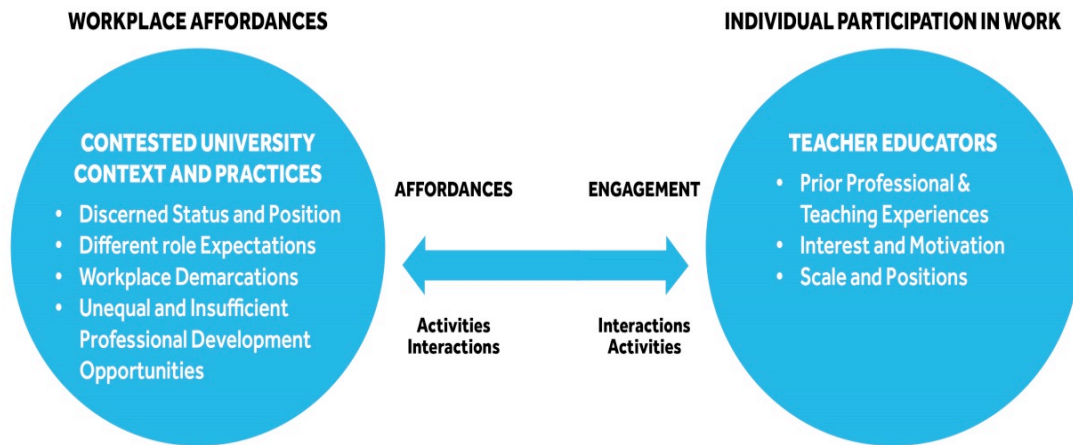 WORKPLACE AFFORDANCES
INDIVIDUAL PARTICIPATION IN WORK
CONTESTED UNIVERSITY
CONTEXT AND PRACTICES
• Discerned Status and Position
• Different role Expectations
• Workplace Demarcations
• Unequal and Insufficient
Professional Development
Opportunities
AFFORDANCES
ENGAGEMENT
Activities
Interactions
Interactions
Activities
TEACHER EDUCATORS
• Prior Professional &
Teaching Experiences
• Interest and Motivation
• Scale and Positions